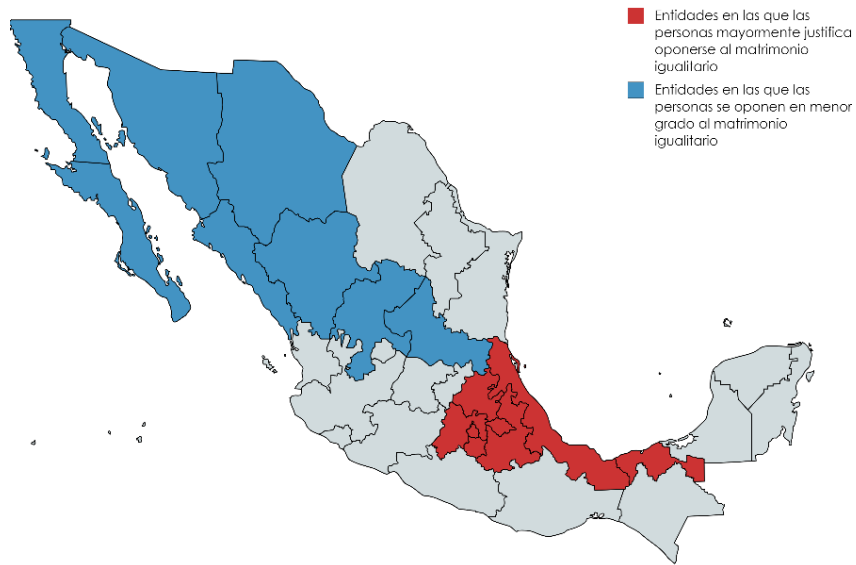 Entidades en las que las
personas mayormente justifica
oponerse al matrimonio
igualitario
Entidades en las que las
personas se oponen en menor
grado al matrimonio
igualitario